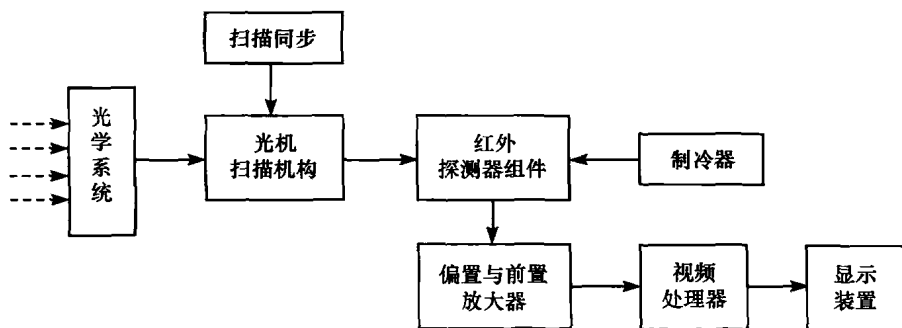 扫描同步
光
学
系
统
光机
扫描机构
红外
探测器组件
制冷器
偏置与前置
放大器
视频
处理器
显示
装置